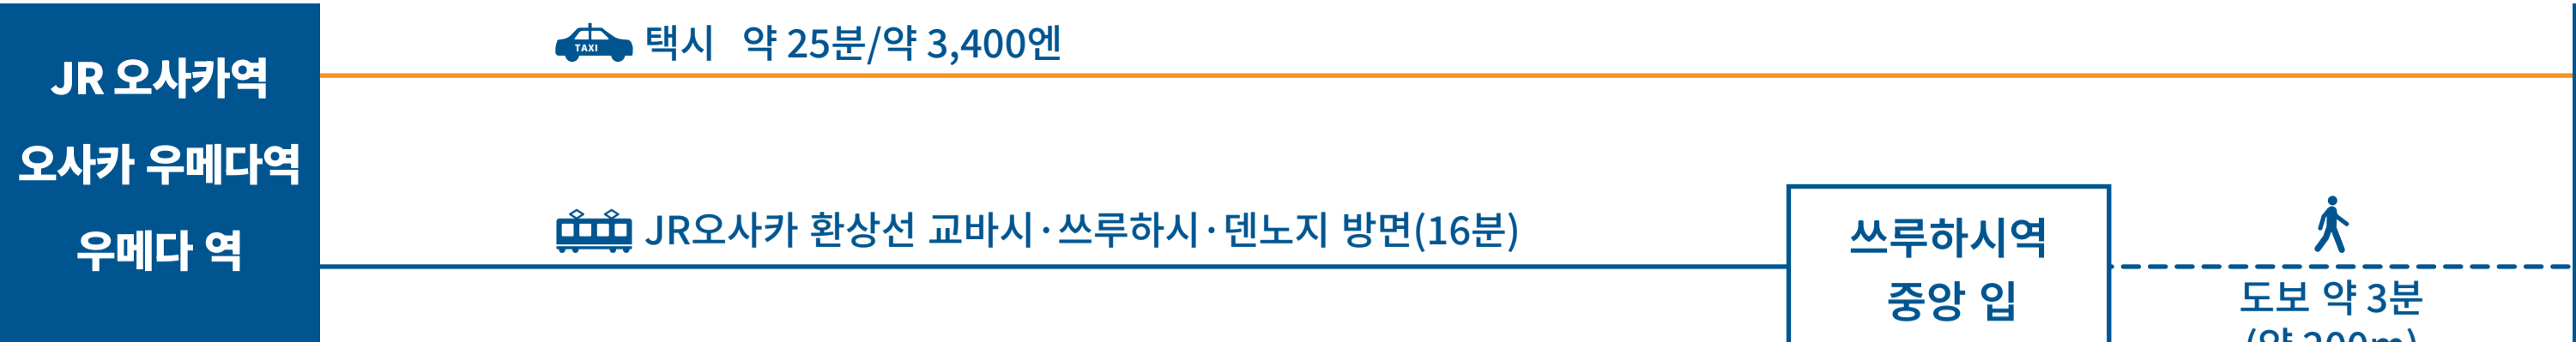 JR 오사카역
오사카 우메다역
우메다 역
TAXI 택시 약 25분/약 3,400엔
JR오사카 환상선 교바시·쓰루하시·덴노지 방면(16분)
쓰루하시역
중앙 입
도보 약 3분
(약 200m)